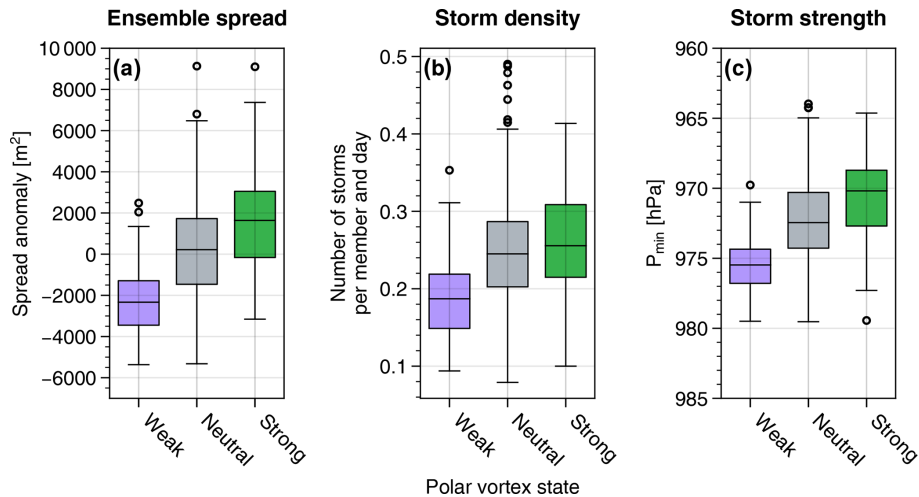 Ensemble spread
Storm density
Storm strength
(a)
(b)
(c)
10 000
8000
6000
4000
2000
0
−2000
−4000
−6000
Spread anomaly [m²]
0.5
0.4
0.3
0.2
0.1
Number of storms
per member and day
960
965
970
975
980
985
Pmin [hPa]
Weak
Neutral
Strong
Weak
Neutral
Strong
Weak
Neutral
Strong
Polar vortex state